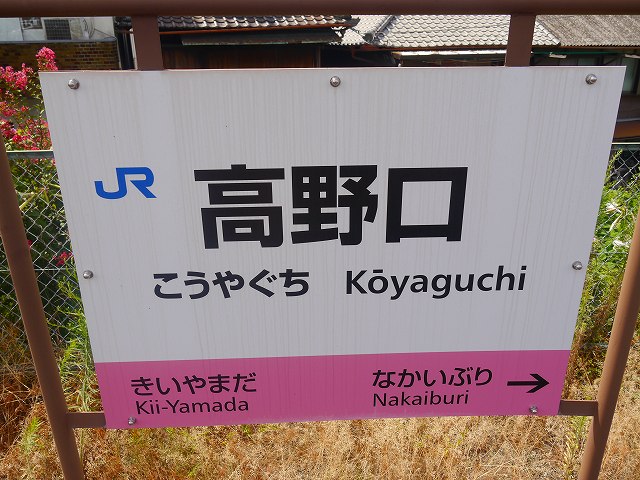 JR 高野口
こうやぐち Kōyaguchi
きいやまだ なかいぶり →
Kii-Yamada Nakaiburi